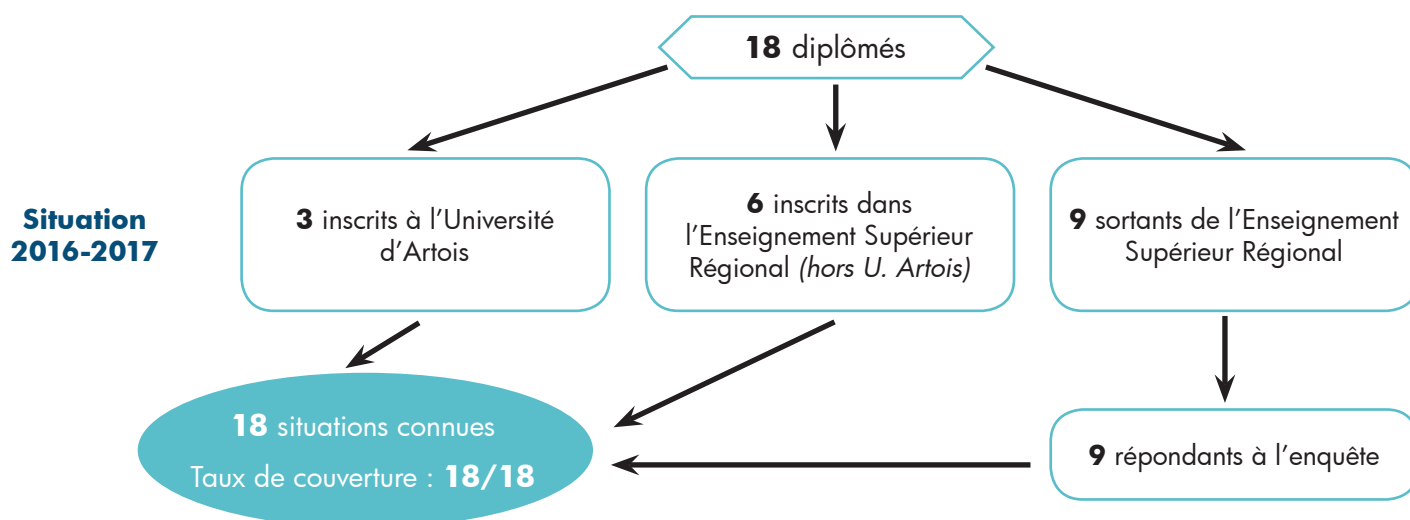 18 diplômés
Situation
2016-2017
3 inscrits à l’Université
d’Artois
6 inscrits dans
l’Enseignement Supérieur
Régional (hors U. Artois)
9 sortants de l’Enseignement
Supérieur Régional
18 situations connues
Taux de couverture : 18/18
9 répondants à l’enquête